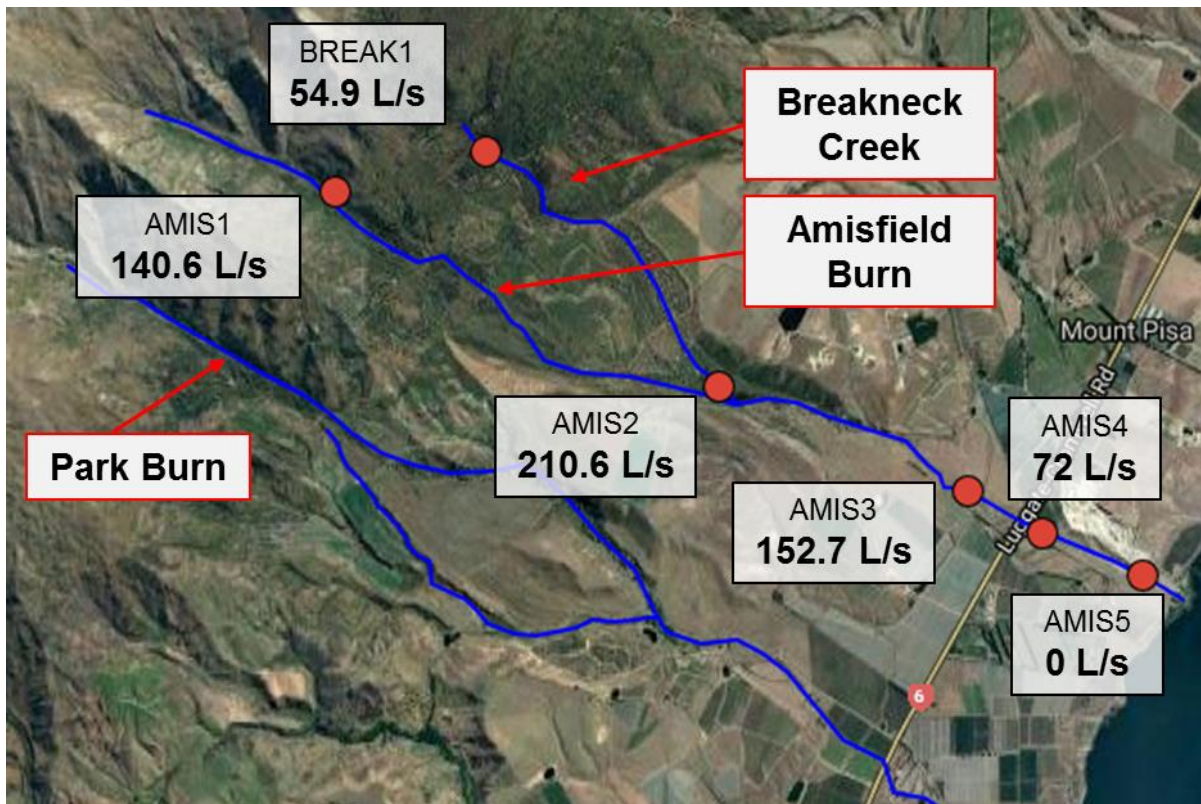 BREAK1
54.9 L/s
Breakneck
Creek
AMIS1
140.6 L/s
Amisfield
Burn
Mount Pisa
Park Burn
AMIS2
210.6 L/s
AMIS4
72 L/s
AMIS3
152.7 L/s
AMIS5
0 L/s
6